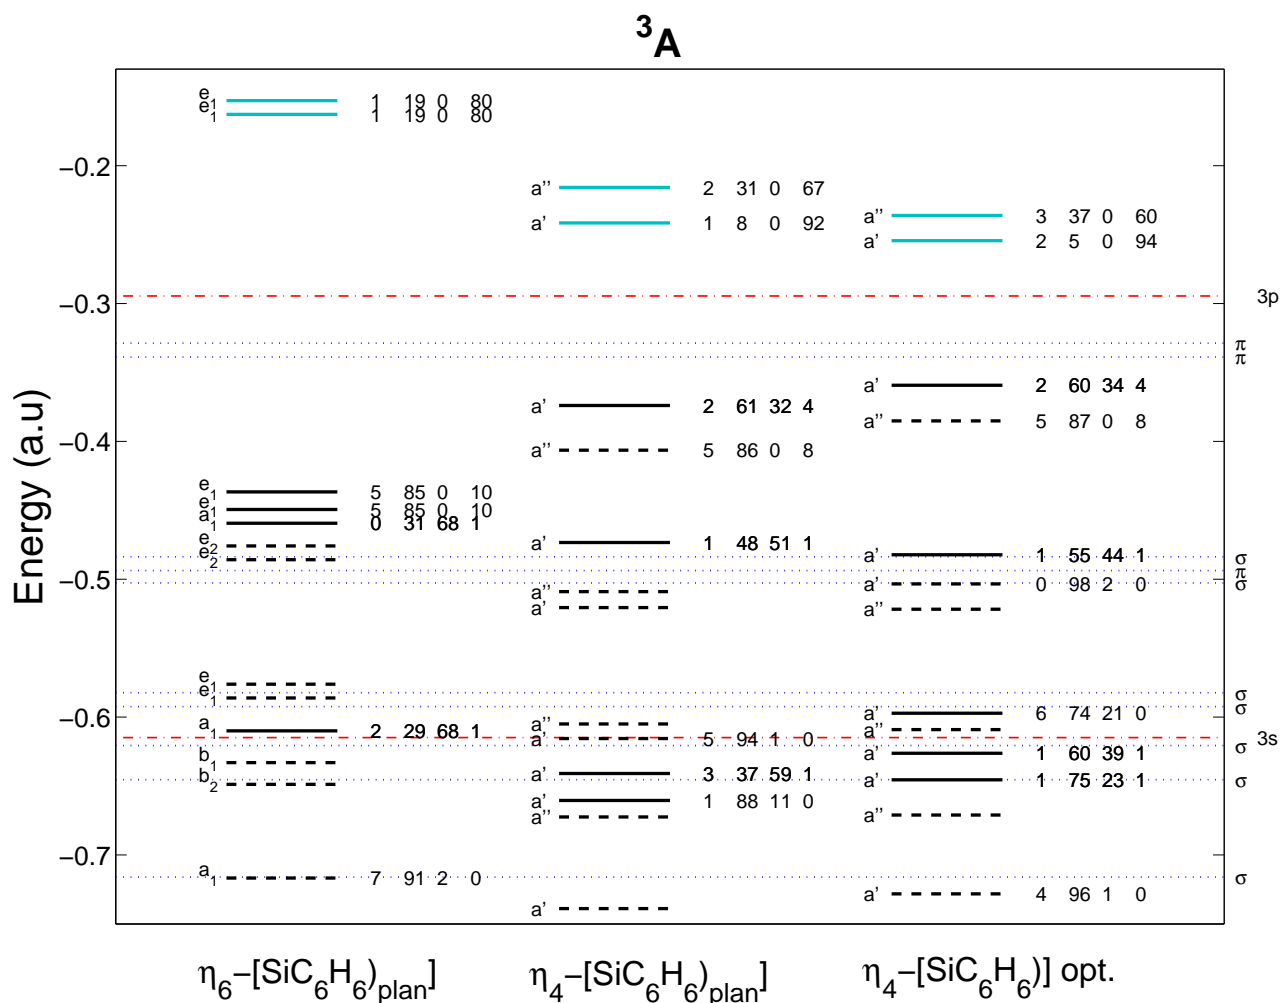 ³A
Energy (a.u)
−0.2
−0.3
−0.4
−0.5
−0.6
−0.7
e₁ 1 19 0 80
e₁ 1 19 0 80
e₁ 5 85 0 10
e₁ 5 85 0 10
a₁ 0 31 68 1
e₂
e₂
e₁
e₁
a₁ 2 29 68 1
b₁
b₂
a₁ 7 91 2 0
a'' 2 31 0 67
a' 1 8 0 92
a' 2 61 32 4
a'' 5 86 0 8
a' 1 48 51 1
a''
a'
a''
a' 5 94 1 0
a' 3 37 59 1
a' 1 88 11 0
a''
a'
a'' 3 37 0 60
a' 2 5 0 94
a' 2 60 34 4
a'' 5 87 0 8
a' 1 55 44 1
a' 0 98 2 0
a''
a' 6 74 21 0
a''
a' 1 60 39 1
a' 1 75 23 1
a''
a' 4 96 1 0
3p
π
π
σ
π
σ
σ
σ
3s
σ
σ
σ
η₆−[SiC₆H₆)plan]
η₄−[SiC₆H₆)plan]
η₄−[SiC₆H₆)] opt.